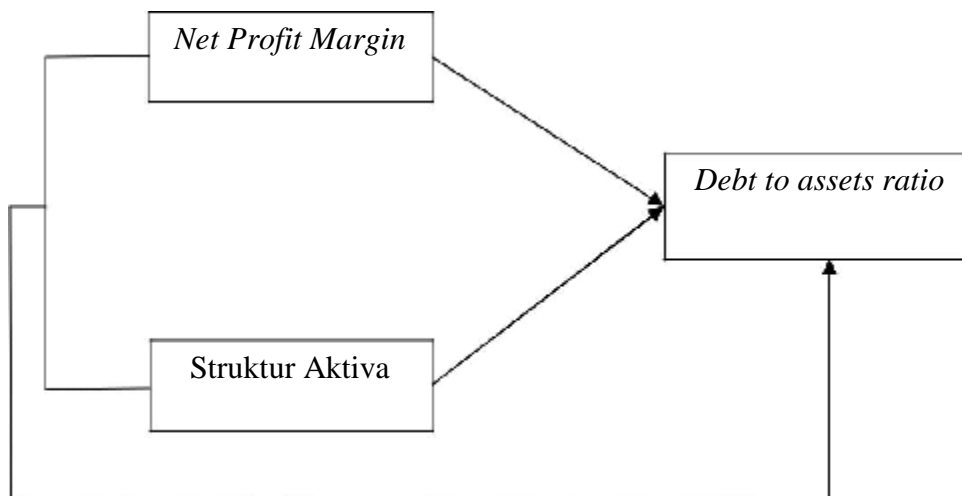 Net Profit Margin
Debt to assets ratio
Struktur Aktiva